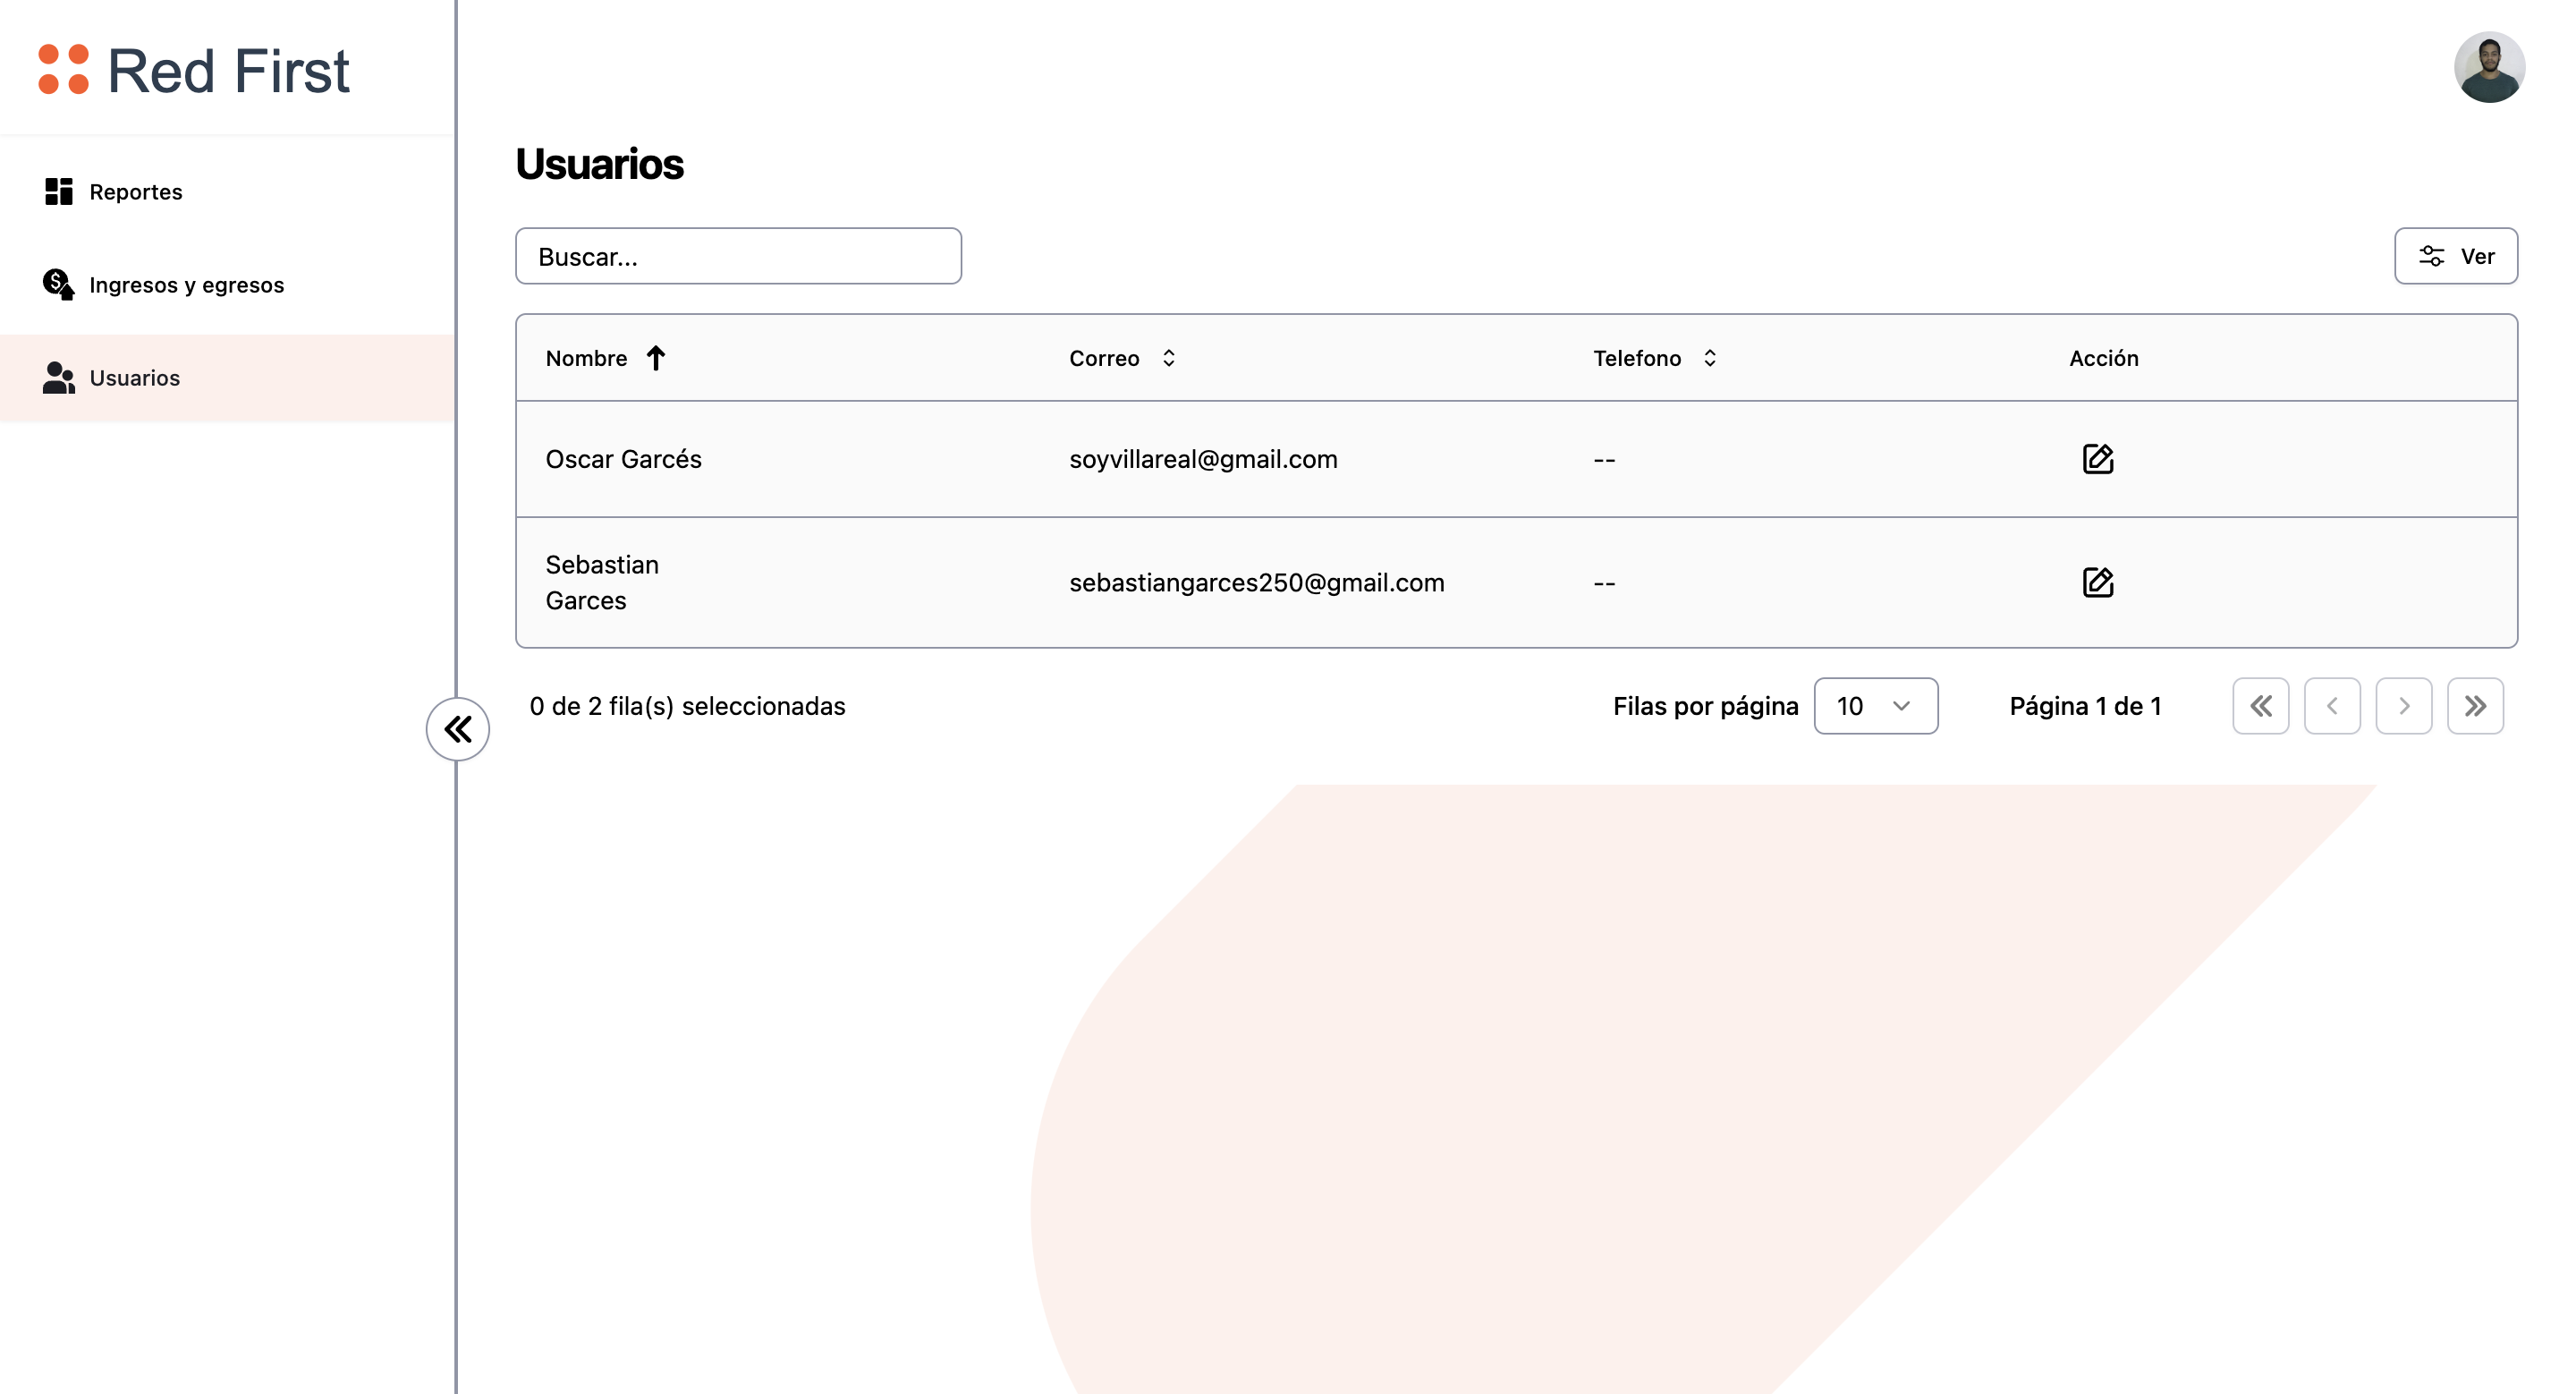 Red First
Reportes
Ingresos y egresos
Usuarios
Usuarios
Buscar...
Ver
Nombre Correo Telefono Acción
Oscar Garcés soyvillareal@gmail.com -- 
Sebastian
Garces sebastiangarces250@gmail.com --
0 de 2 fila(s) seleccionadas Filas por página 10 Página 1 de 1